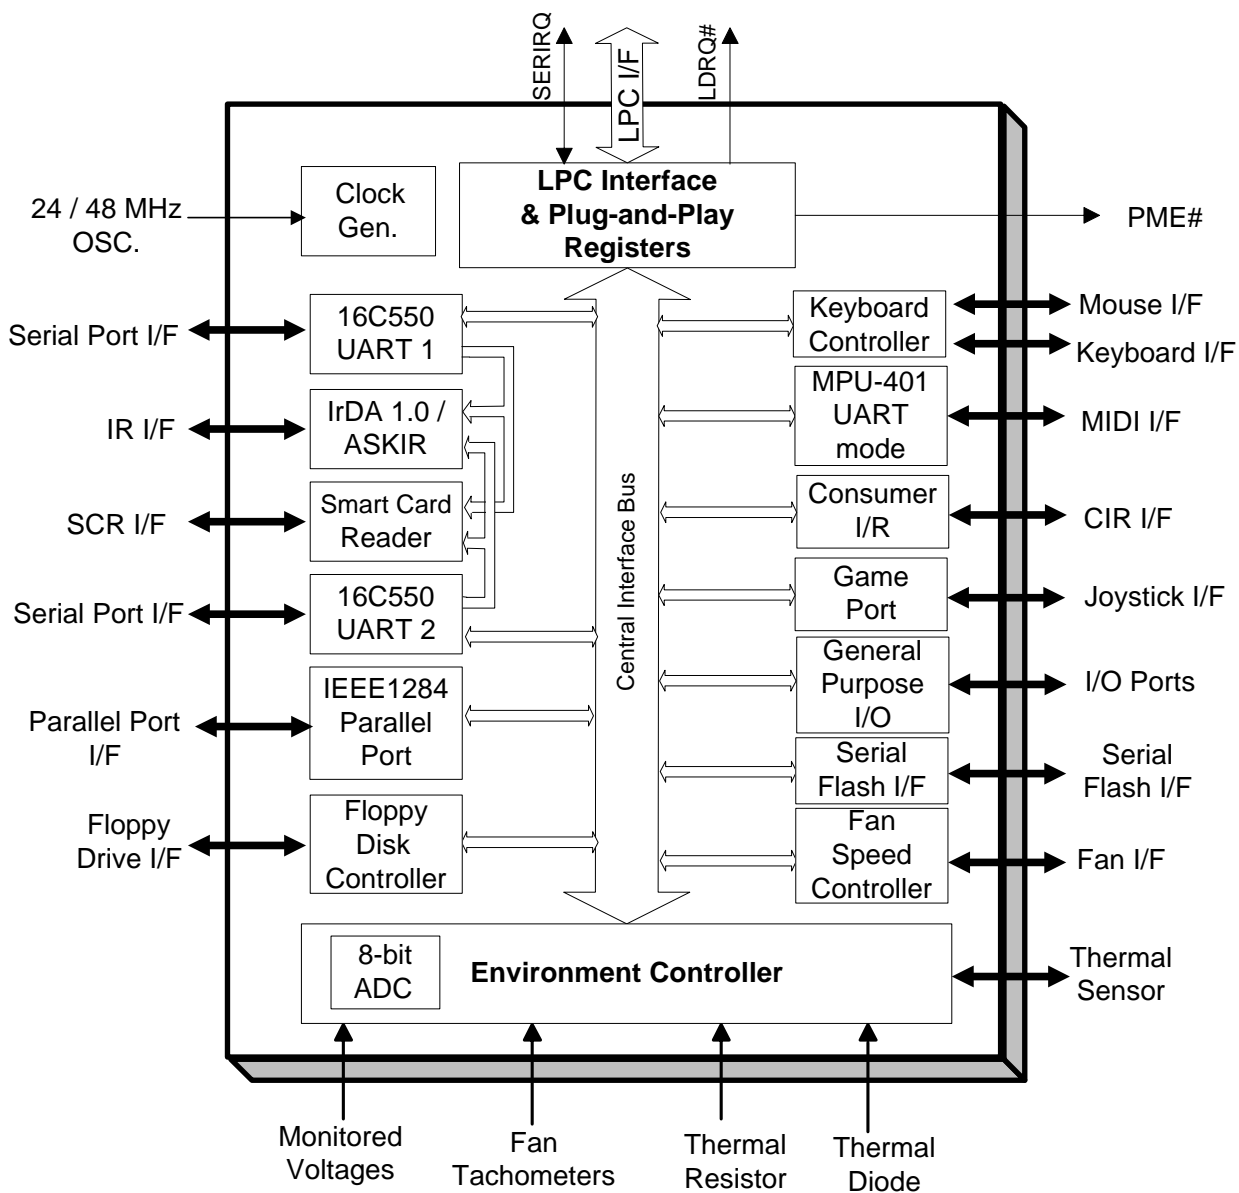 SERIRQ
LPC I/F
LDRQ#
24 / 48 MHz
OSC.
Clock
Gen.
LPC Interface
& Plug-and-Play
Registers
PME#
Serial Port I/F
16C550
UART 1
IR I/F
IrDA 1.0 /
ASKIR
SCR I/F
Smart Card
Reader
Serial Port I/F
16C550
UART 2
Parallel Port
I/F
IEEE1284
Parallel
Port
Floppy
Drive I/F
Floppy
Disk
Controller
Central Interface Bus
Keyboard
Controller
Mouse I/F
Keyboard I/F
MPU-401
UART
mode
MIDI I/F
Consumer
I/R
CIR I/F
Game
Port
Joystick I/F
General
Purpose
I/O
I/O Ports
Serial
Flash I/F
Serial
Flash I/F
Fan
Speed
Controller
Fan I/F
8-bit
ADC
Environment Controller
Thermal
Sensor
Monitored
Voltages
Fan
Tachometers
Thermal
Resistor
Thermal
Diode